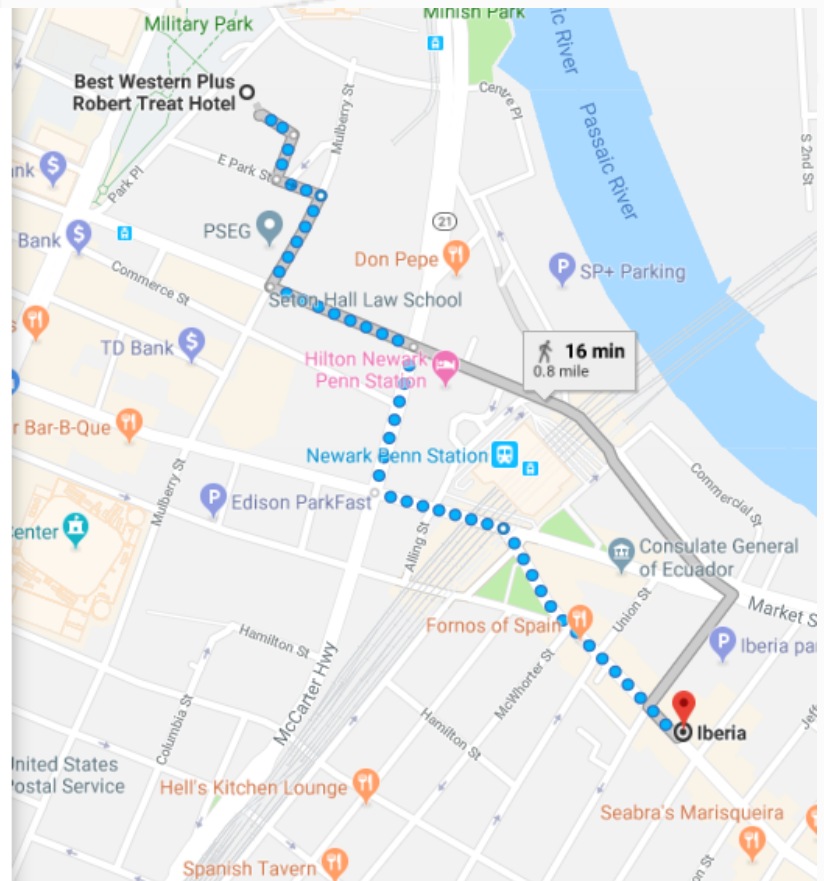 Minish Park
Military Park
ic River
Best Western Plus
Robert Treat Hotel
Mulberry St
Centre Pl
Passaic River
S 2nd St
ank
Park Pl
E Park St
PSEG
21
Bank
Don Pepe
SP+ Parking
Commerce St
Seton Hall Law School
s
TD Bank
16 min
0.8 mile
Hilton Newark
Penn Station
r Bar-B-Que
Newark Penn Station
Mulberry St
Edison ParkFast
Commercial St
Center
Alling St
Consulate General
of Ecuador
Union St
Market S
Fornos of Spain
Hamilton St
Iberia pa
McCarter Hwy
McWhorter St
Columbia St
Hamilton St
Iberia
Jeff
United States
Postal Service
Hell's Kitchen Lounge
Seabra's Marisqueira
Spanish Tavern
on St